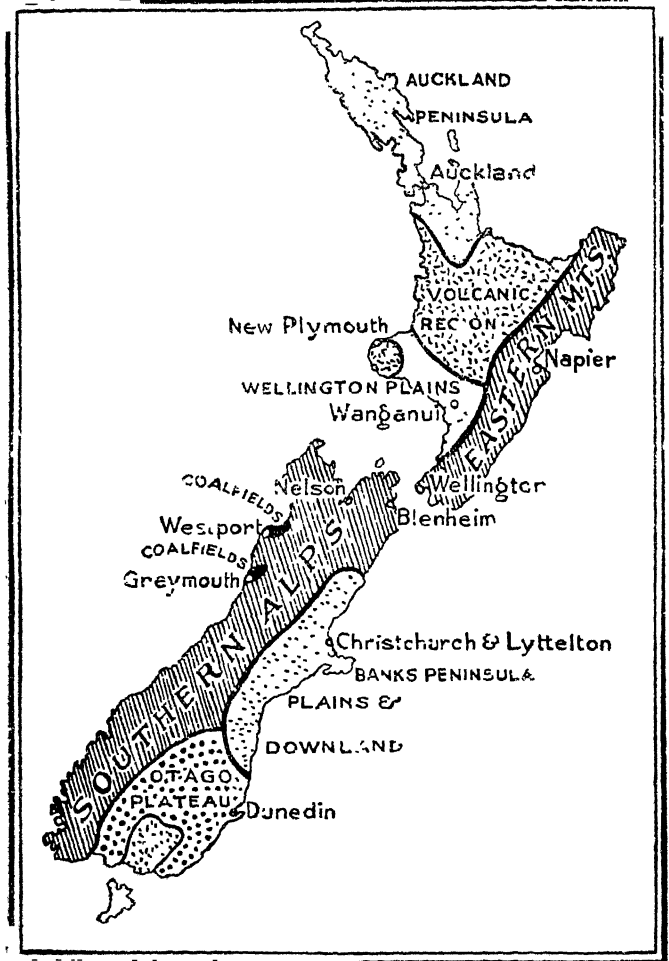 AUCKLAND
PENINSULA
Auckland
VOLCANIC
REGION
New Plymouth
EASTERN MTS.
Napier
WELLINGTON PLAINS
Wanganui
COALFIELDS
Nelson
Wellington
Westport
Blenheim
COALFIELDS
Greymouth
SOUTHERN ALPS
Christchurch & Lyttelton
BANKS PENINSULA
PLAINS &
DOWNLAND
OTAGO
PLATEAU
Dunedin